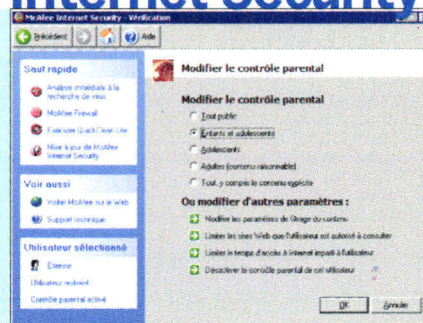 Internet Security
McAfee Internet Security - Vérification
Précédent
Aide
Saut rapide
Analyse immédiate à la
recherche de virus
McAfee Firewall
Exécuter QuickClean Lite
Mise à jour de McAfee
Internet Security
Voir aussi
Visiter McAfee sur le Web
Support technique
Utilisateur sélectionné
Etienne
Utilisateur restreint
Contrôle parental activé
Modifier le contrôle parental
Modifier le contrôle parental
Tout public
Enfants et adolescents
Adolescents
Adultes (contenu raisonnable)
Tout, y compris le contenu explicite
Ou modifier d'autres paramètres :
Modifier les paramètres de filtrage du contenu
Limiter les sites Web que l'utilisateur est autorisé à consulter
Limiter le temps d'accès à Internet imparti à l'utilisateur
Désactiver le contrôle parental de cet utilisateur
OK
Annuler